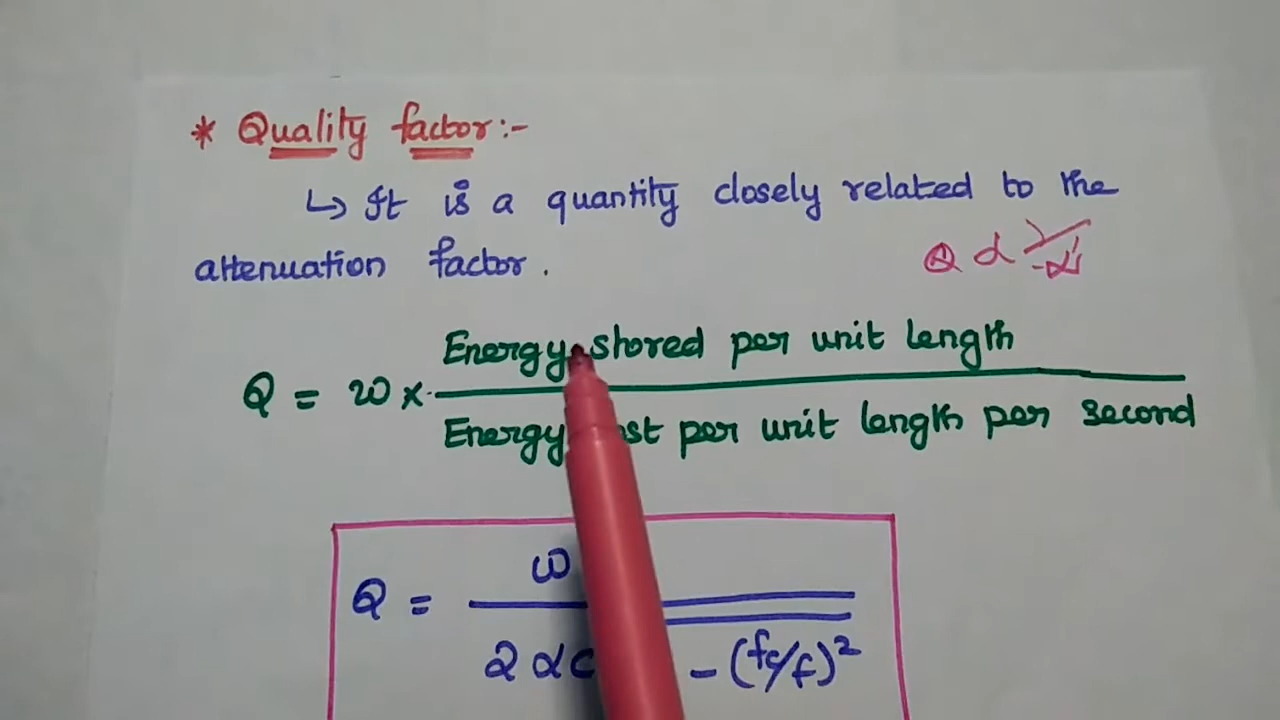 * Quality factor:-
↳ It is a quantity closely related to the
attenuation factor.
Q α 1/α
Energy stored per unit length
Q = ω ×
Energy per unit length per second
ω
Q =
2αc - (fc/f)²